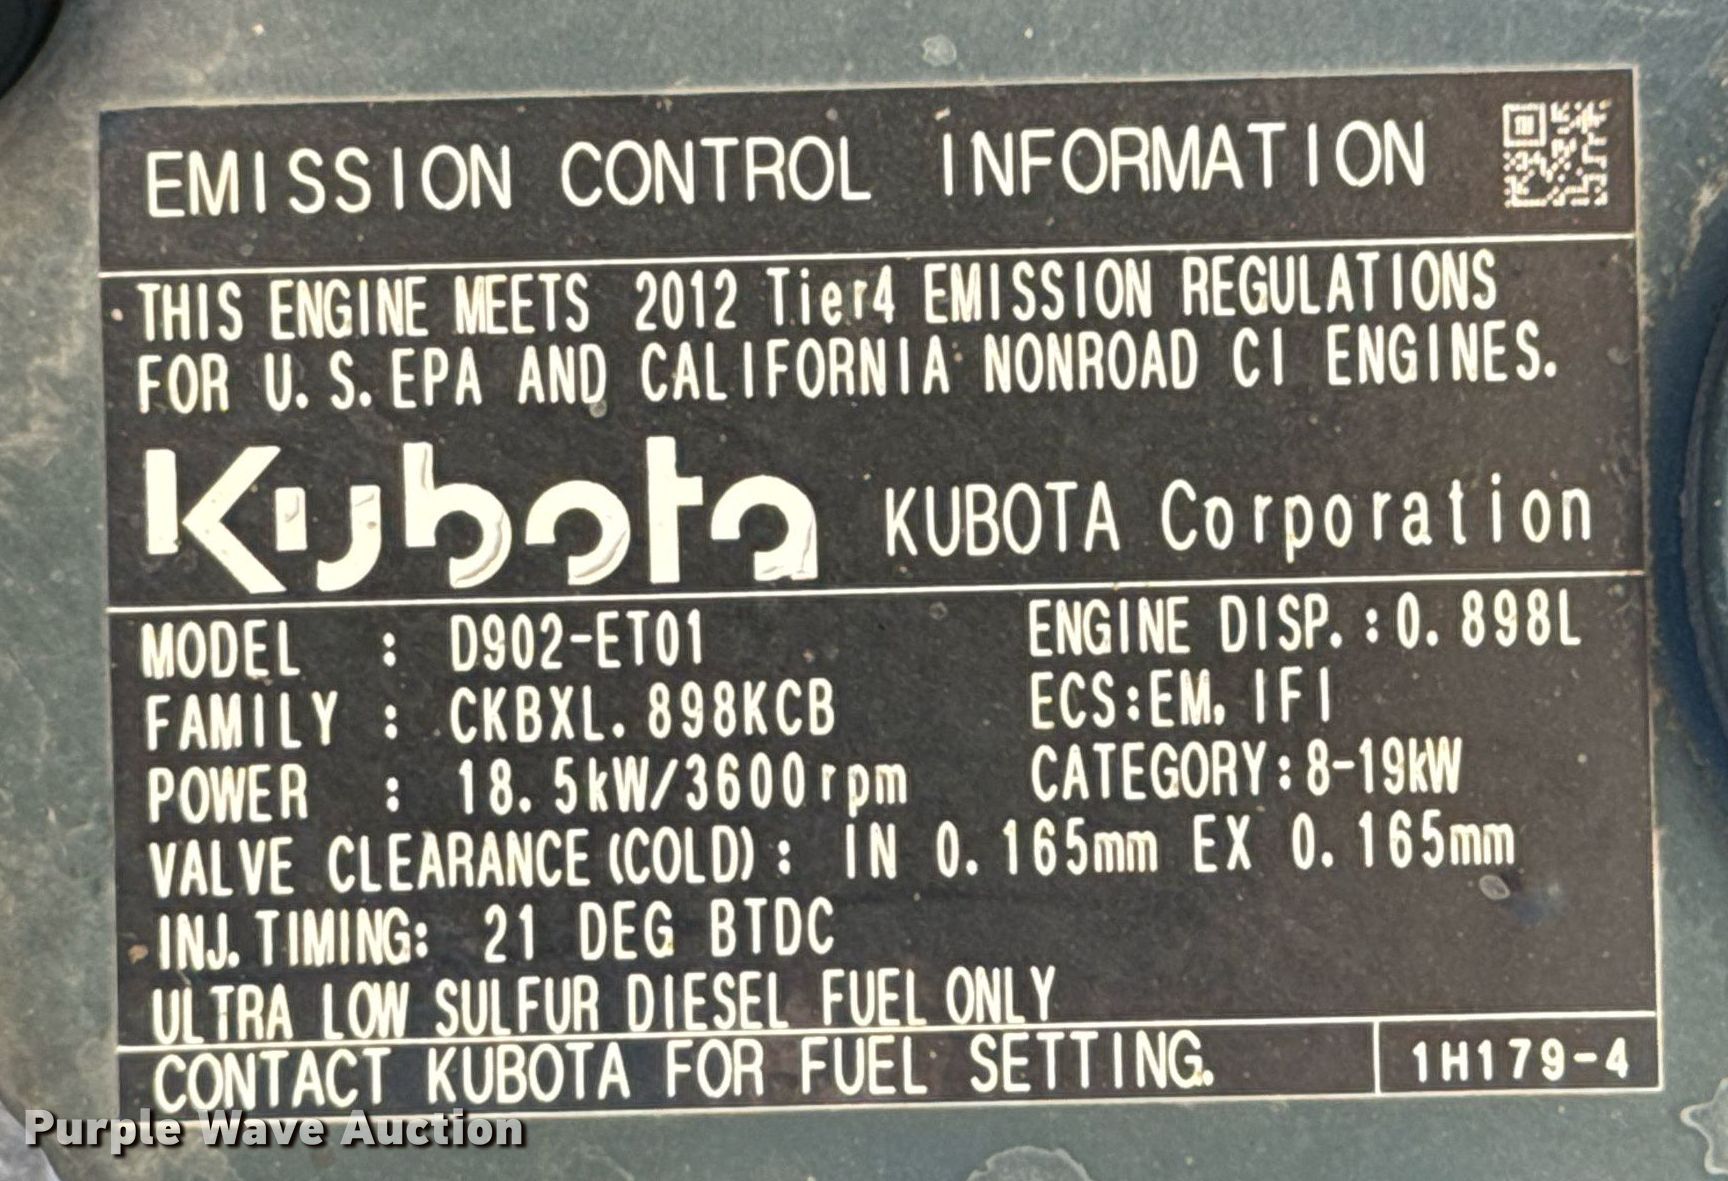 EMISSION CONTROL INFORMATION
THIS ENGINE MEETS 2012 Tier4 EMISSION REGULATIONS
FOR U.S.EPA AND CALIFORNIA NONROAD CI ENGINES.
Kubota KUBOTA Corporation
MODEL : D902-ET01 ENGINE DISP.:0.898L
FAMILY : CKBXL.898KCB ECS:EM, IFI
POWER : 18.5kW/3600rpm CATEGORY:8-19kW
VALVE CLEARANCE(COLD): IN 0.165mm EX 0.165mm
INJ.TIMING: 21 DEG BTDC
ULTRA LOW SULFUR DIESEL FUEL ONLY
CONTACT KUBOTA FOR FUEL SETTING. 1H179-4
Purple Wave Auction